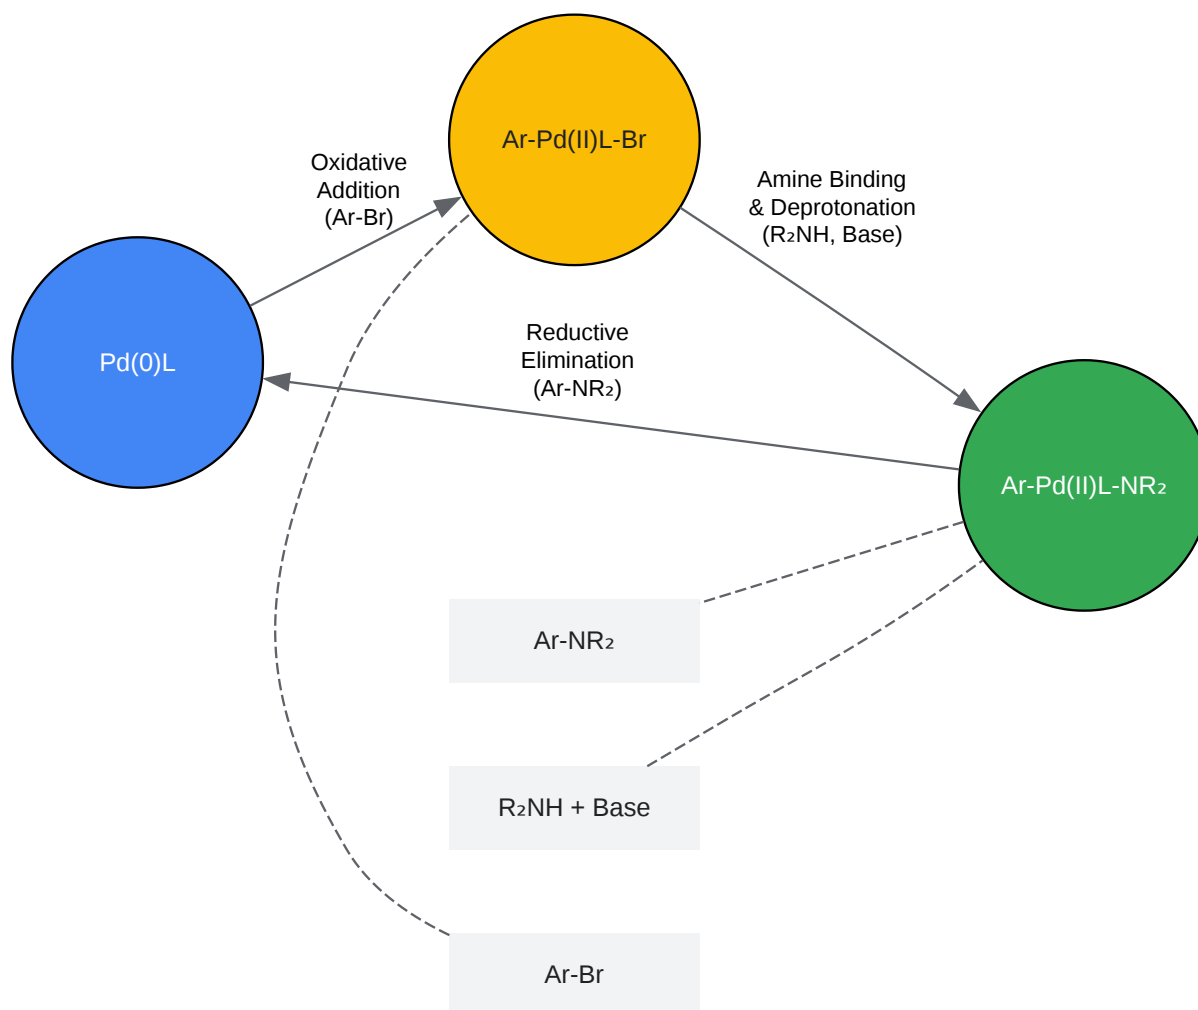 Ar-Pd(II)L-Br
Oxidative
Addition
(Ar-Br)
Amine Binding
& Deprotonation
(R₂NH, Base)
Pd(0)L
Reductive
Elimination
(Ar-NR₂)
Ar-Pd(II)L-NR₂
Ar-NR₂
R₂NH + Base
Ar-Br